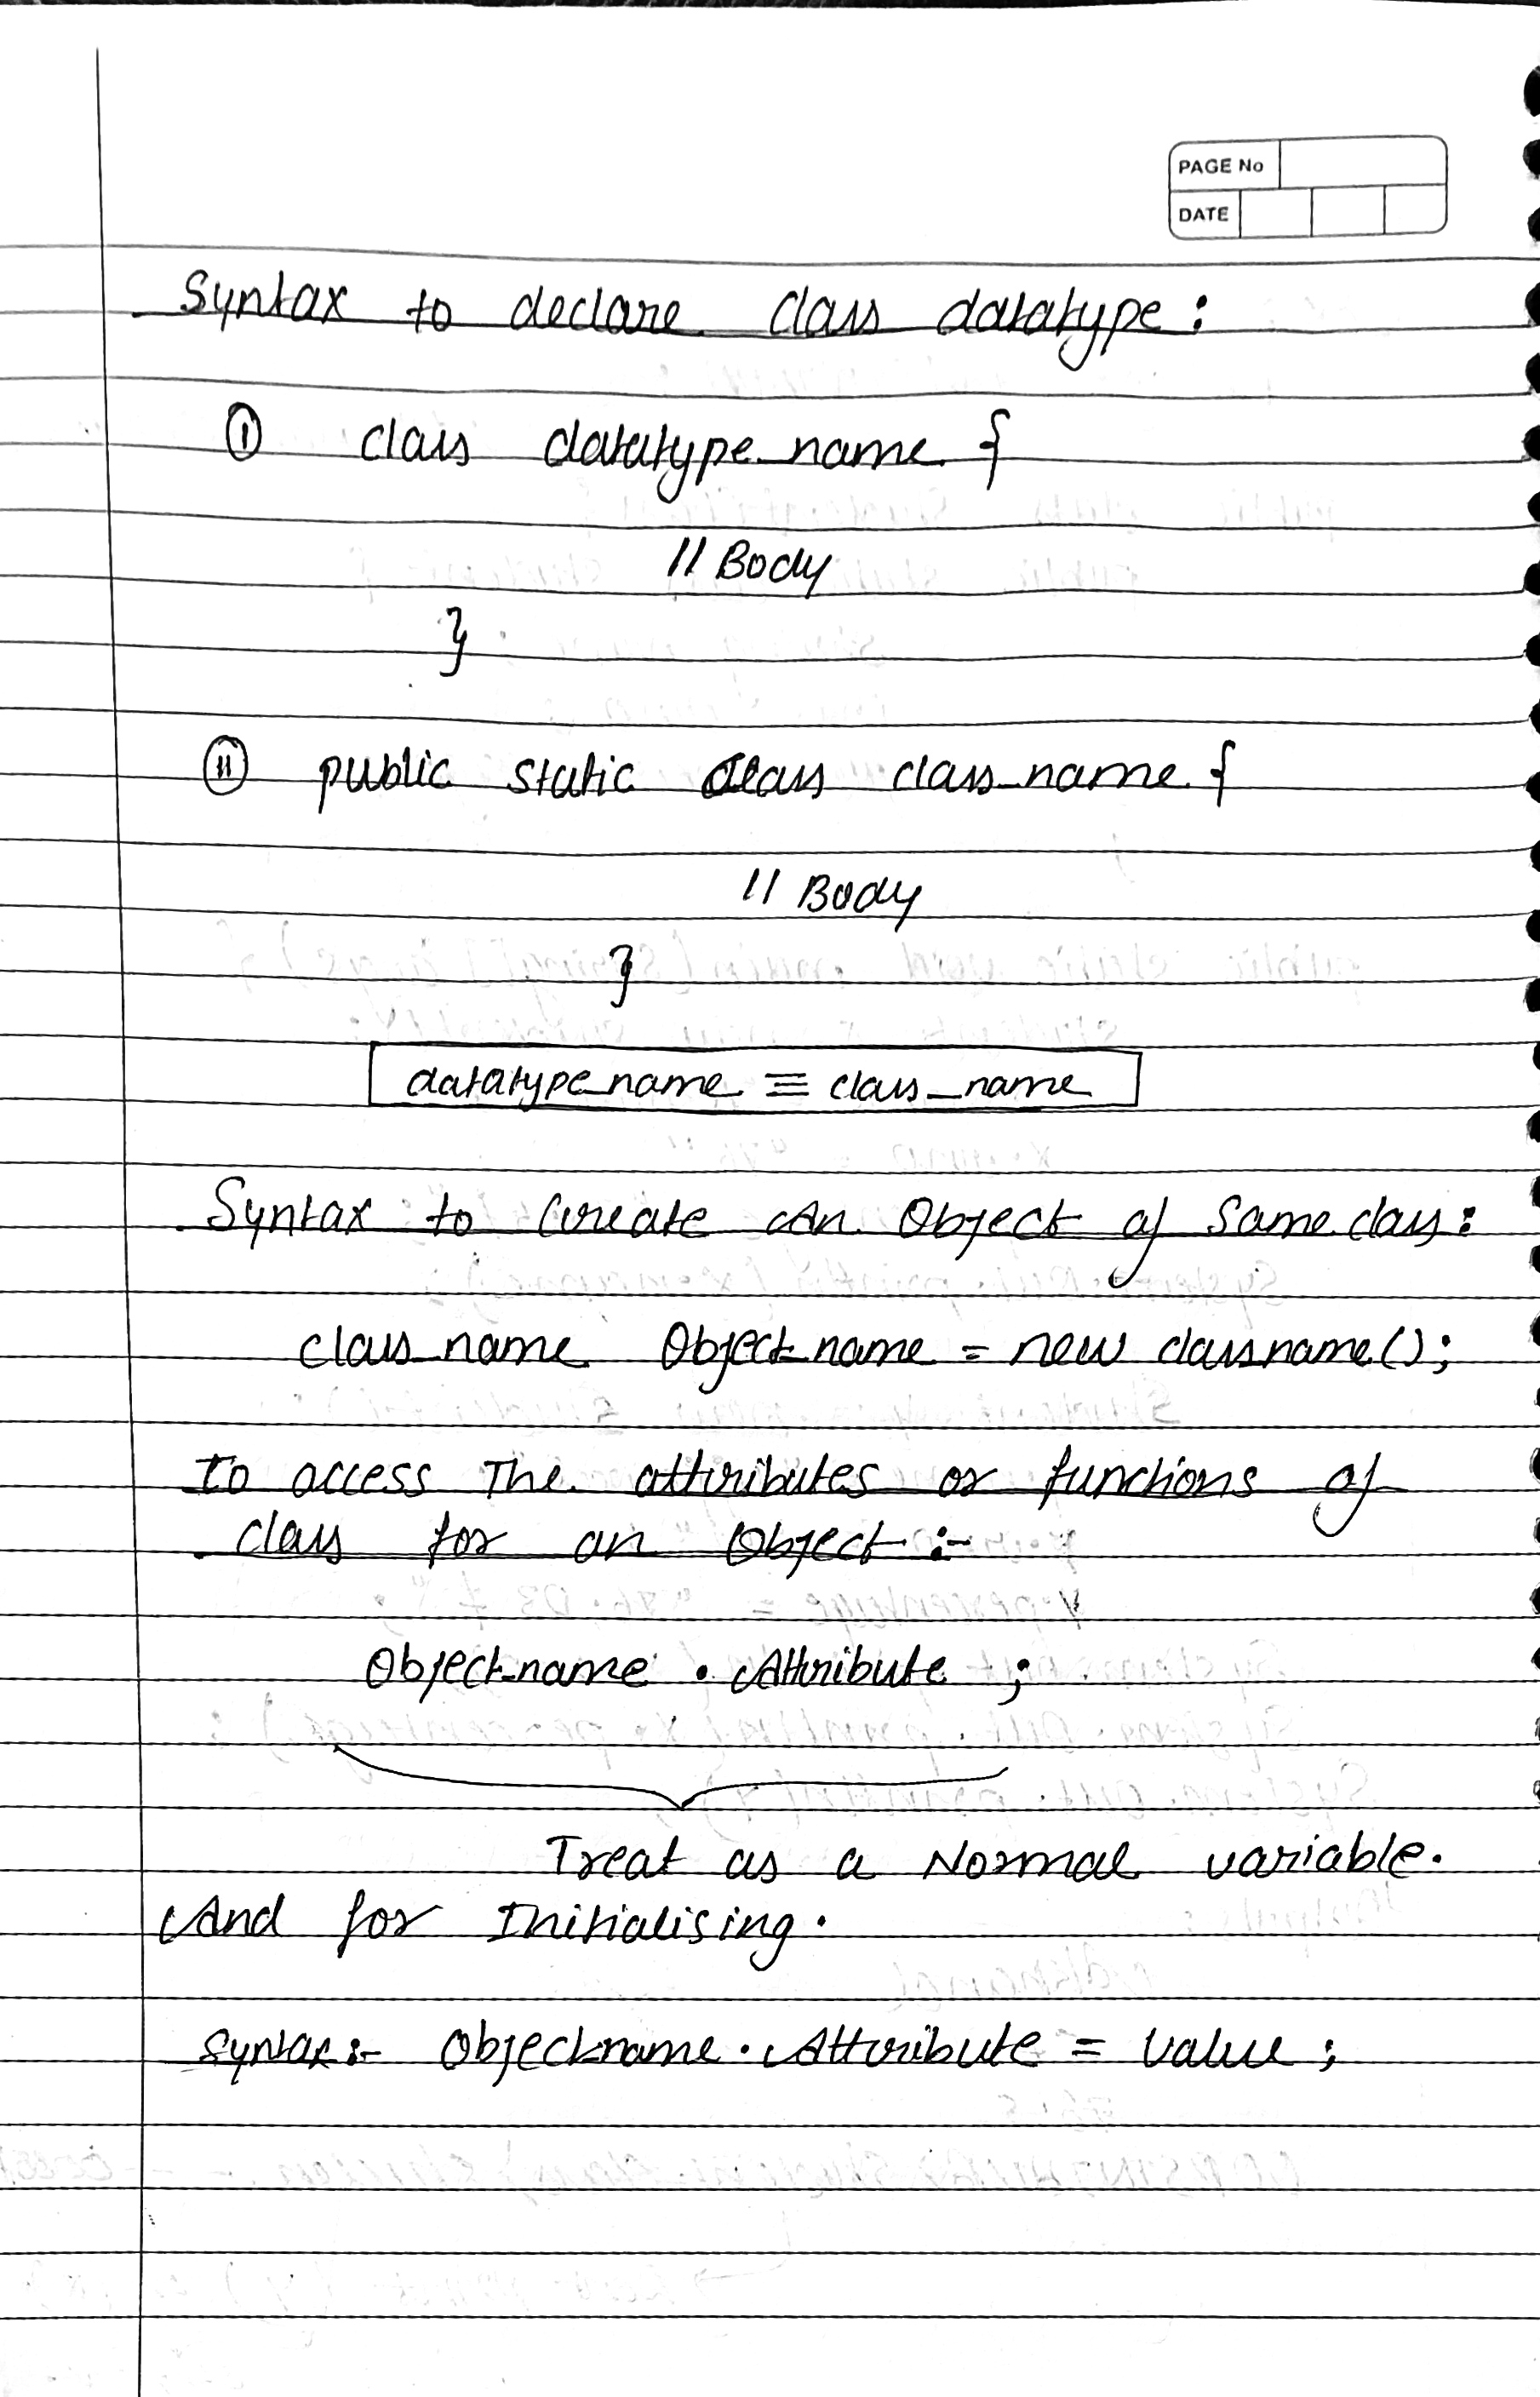 PAGE No
DATE
Syntax to declare class datatype:
(I) class datatype_name {
// Body
}
(II) public static class class_name {
// Body
}
datatype_name ≡ class_name
Syntax to Create An Object of Same class:
class_name Object_name = new classname();
To access The attributes or functions of
class for an Object :-
Object_name . Attribute ;
Treat as a Normal variable.
And for Initialising.
Syntax:- Object_name . Attribute = Value ;